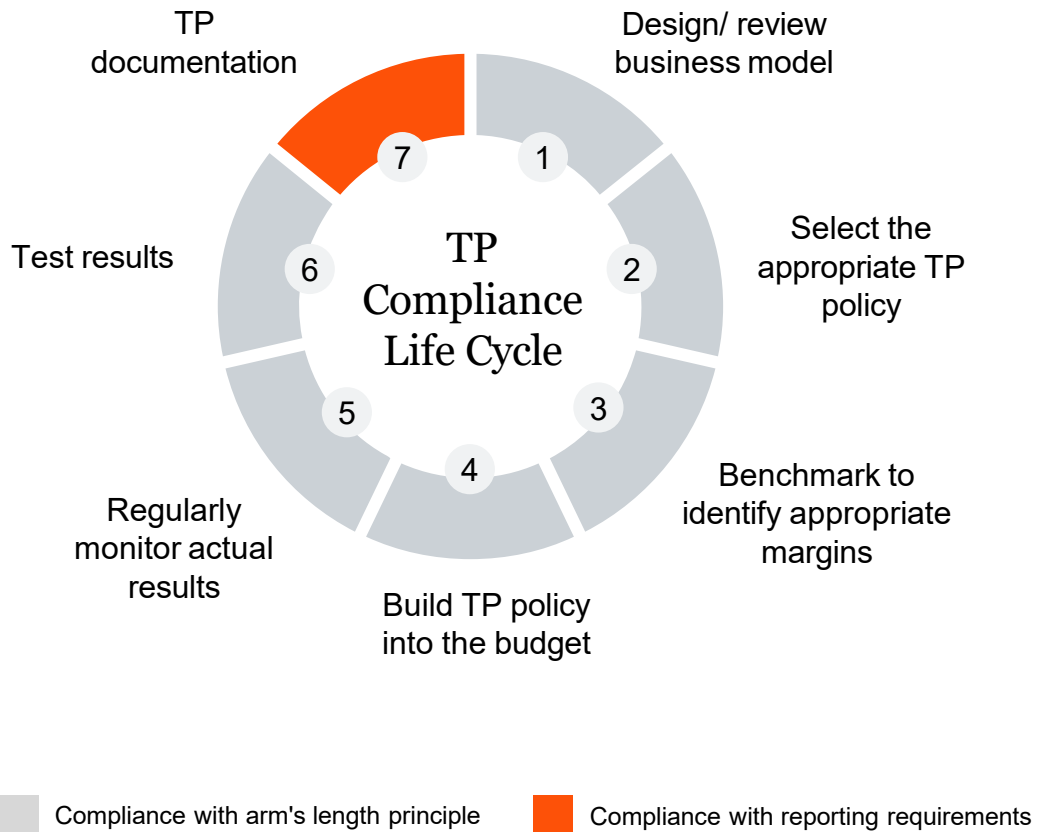 TP
documentation
Design/ review
business model
7
1
Test results
6
TP
Compliance
Life Cycle
2
Select the
appropriate TP
policy
5
4
3
Regularly
monitor actual
results
Build TP policy
into the budget
Benchmark to
identify appropriate
margins
Compliance with arm's length principle
Compliance with reporting requirements